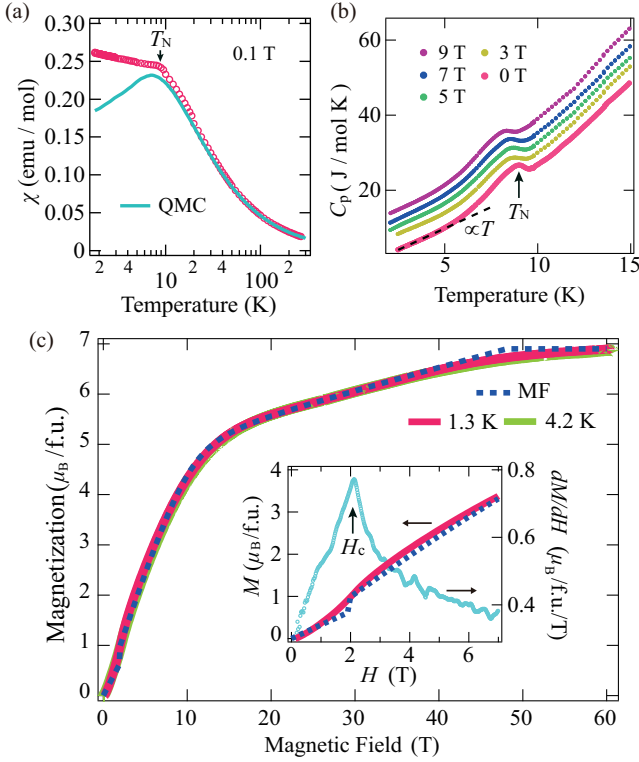 (a)
0.30
0.25
0.20
0.15
0.10
0.05
0
χ (emu / mol)
T_N
0.1 T
QMC
2 4 10 2 4 100 2
Temperature (K)
(b)
60
40
20
C_p ( J / mol K )
9 T 3 T
7 T 0 T
5 T
T_N
∝T
5 10 15
Temperature (K)
(c)
7
6
5
4
3
2
1
0
Magnetization(μ_B /f.u.)
MF
1.3 K 4.2 K
4
3
2
1
0
M (μ_B/f.u.)
H_c
0.8
0.6
0.4
dM/dH (μ_B/f.u./T)
0 2 4 6
H (T)
0 10 20 30 40 50 60
Magnetic Field (T)